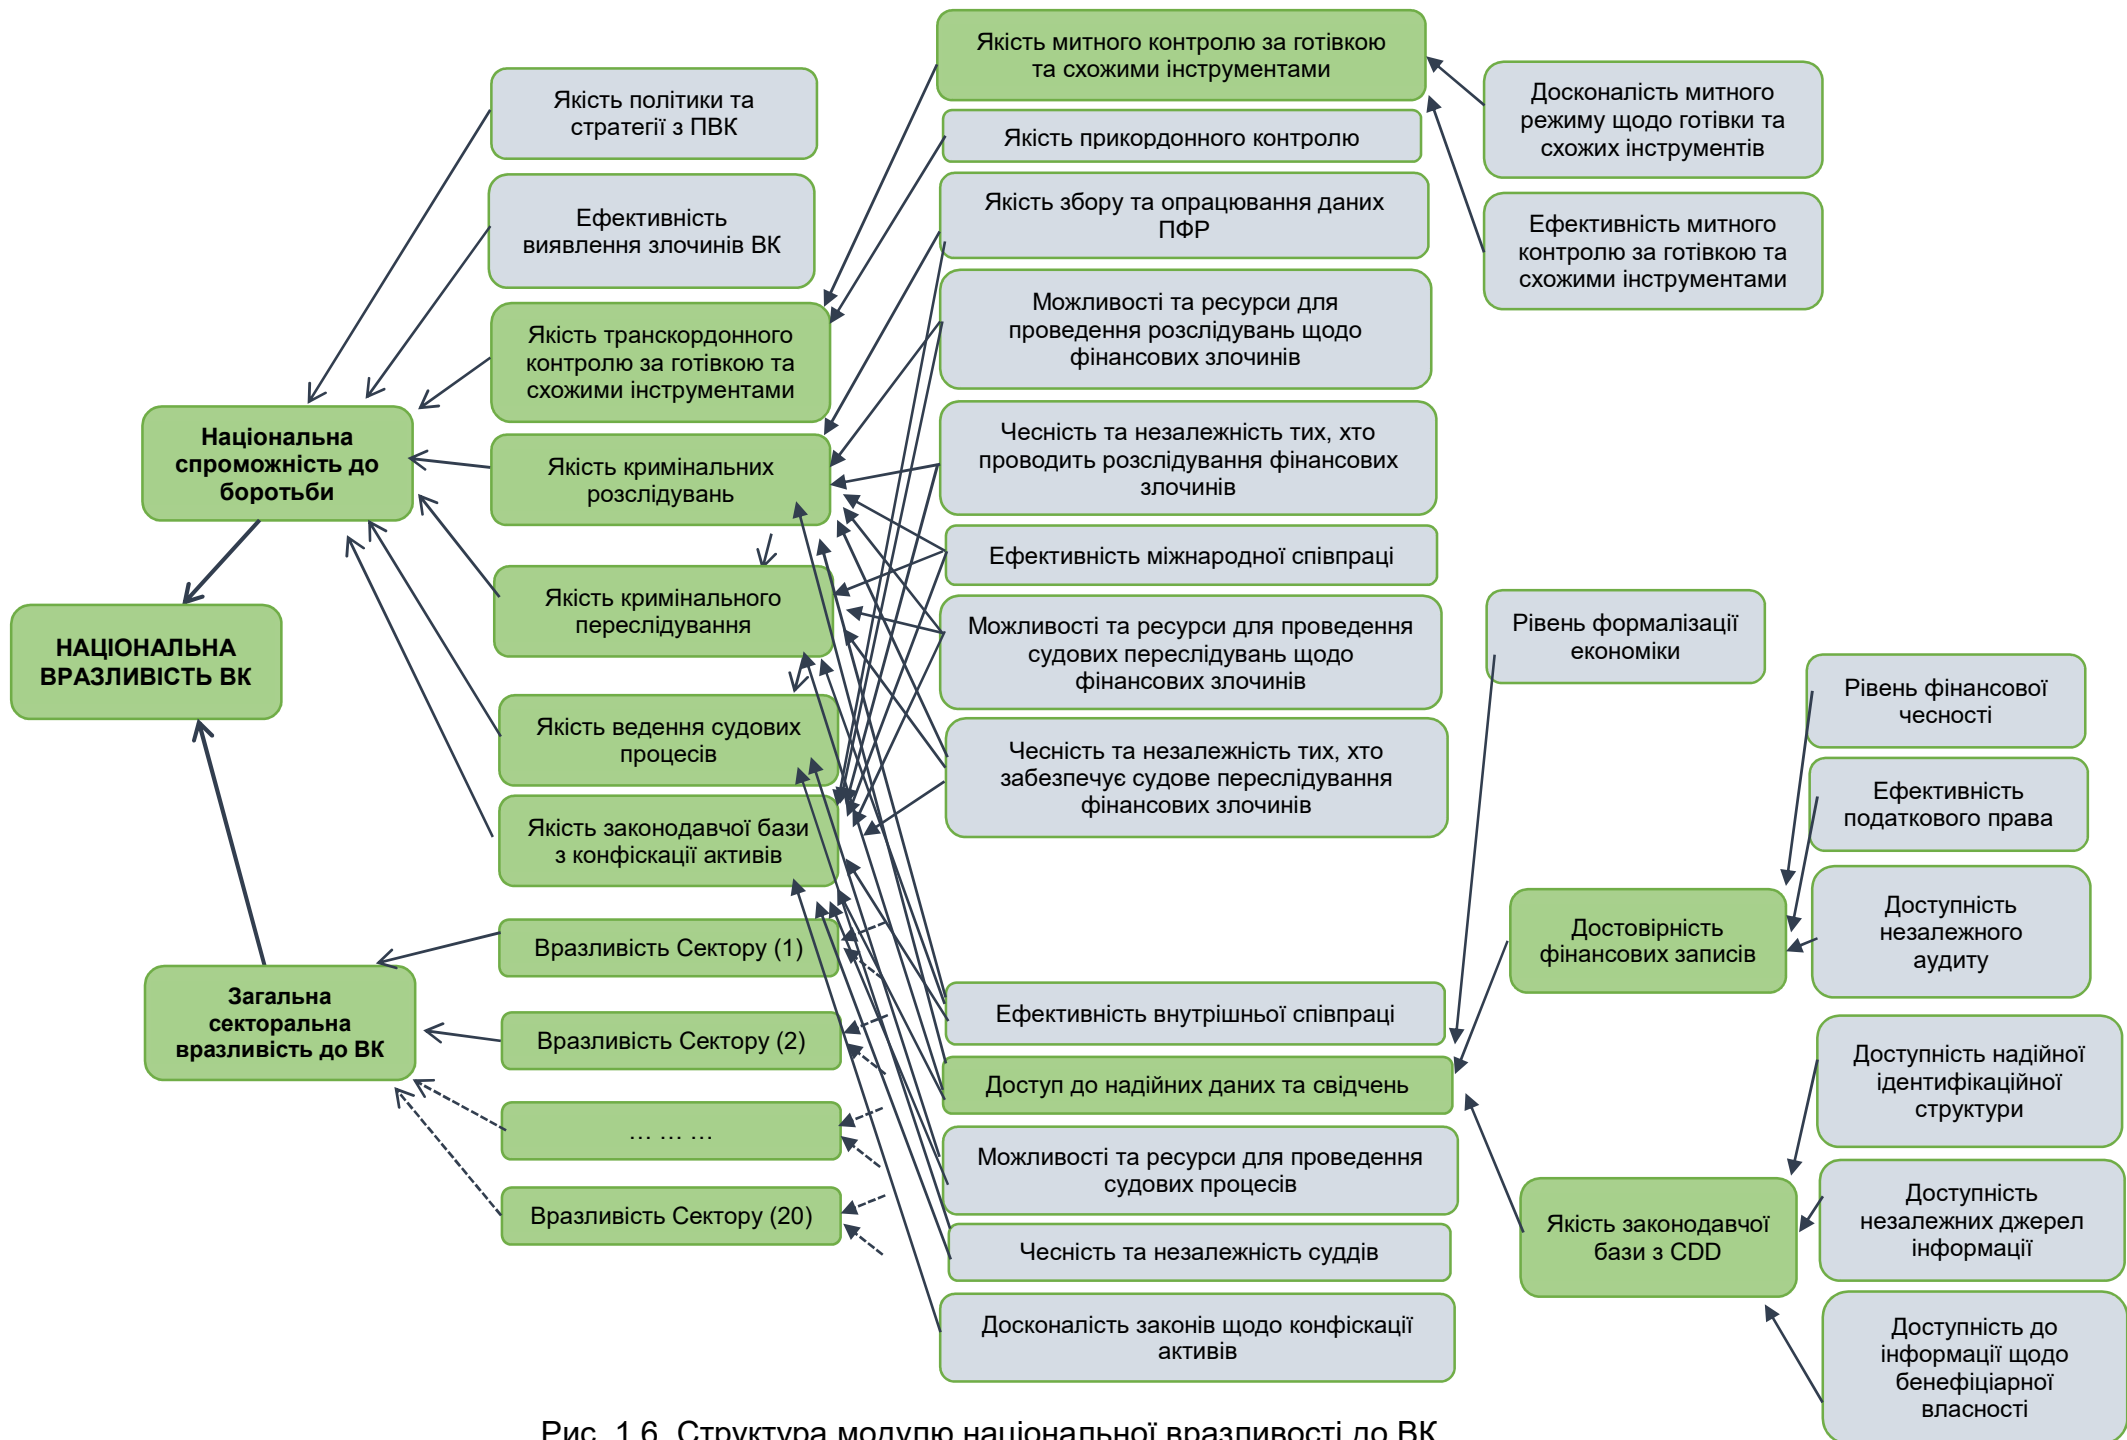 Якість митного контролю за готівкою
та схожими інструментами
Якість політики та
стратегії з ПВК
Досконалість митного
режиму щодо готівки та
схожих інструментів
Якість прикордонного контролю
Ефективність
виявлення злочинів ВК
Якість збору та опрацювання даних
ПФР
Ефективність митного
контролю за готівкою та
схожими інструментами
Якість транскордонного
контролю за готівкою та
схожими інструментами
Можливості та ресурси для
проведення розслідувань щодо
фінансових злочинів
Національна
спроможність до
боротьби
Якість кримінальних
розслідувань
Чесність та незалежність тих, хто
проводить розслідування фінансових
злочинів
Ефективність міжнародної співпраці
НАЦІОНАЛЬНА
ВРАЗЛИВІСТЬ ВК
Якість кримінального
переслідування
Можливості та ресурси для проведення
судових переслідувань щодо
фінансових злочинів
Рівень формалізації
економіки
Рівень фінансової
чесності
Якість ведення судових
процесів
Чесність та незалежність тих, хто
забезпечує судове переслідування
фінансових злочинів
Ефективність
податкового права
Якість законодавчої бази
з конфіскації активів
Достовірність
фінансових записів
Доступність
незалежного
аудиту
Вразливість Сектору (1)
Загальна
секторальна
вразливість до ВК
Ефективність внутрішньої співпраці
Вразливість Сектору (2)
Доступ до надійних даних та свідчень
Доступність надійної
ідентифікаційної
структури
… … …
Можливості та ресурси для проведення
судових процесів
Вразливість Сектору (20)
Якість законодавчої
бази з CDD
Доступність
незалежних джерел
інформації
Чесність та незалежність суддів
Досконалість законів щодо конфіскації
активів
Доступність до
інформації щодо
бенефіціарної
власності
Рис. 1.6. Структура модулю національної вразливості до ВК